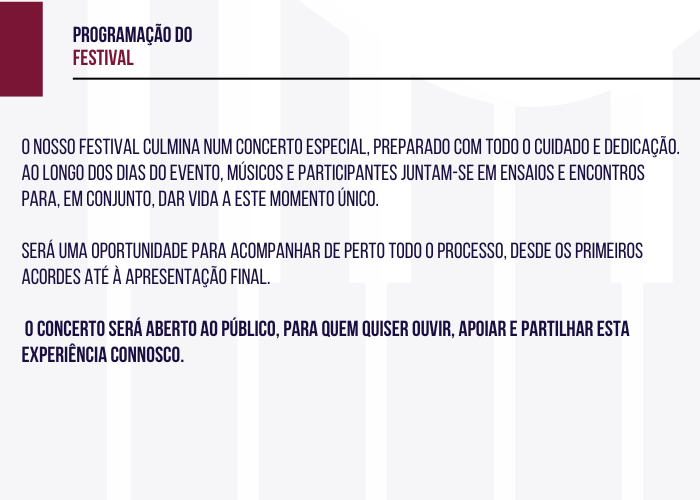 PROGRAMAÇÃO DO
FESTIVAL
O NOSSO FESTIVAL CULMINA NUM CONCERTO ESPECIAL, PREPARADO COM TODO O CUIDADO E DEDICAÇÃO.
AO LONGO DOS DIAS DO EVENTO, MÚSICOS E PARTICIPANTES JUNTAM-SE EM ENSAIOS E ENCONTROS
PARA, EM CONJUNTO, DAR VIDA A ESTE MOMENTO ÚNICO.
SERÁ UMA OPORTUNIDADE PARA ACOMPANHAR DE PERTO TODO O PROCESSO, DESDE OS PRIMEIROS
ACORDES ATÉ À APRESENTAÇÃO FINAL.
O CONCERTO SERÁ ABERTO AO PÚBLICO, PARA QUEM QUISER OUVIR, APOIAR E PARTILHAR ESTA
EXPERIÊNCIA CONNOSCO.